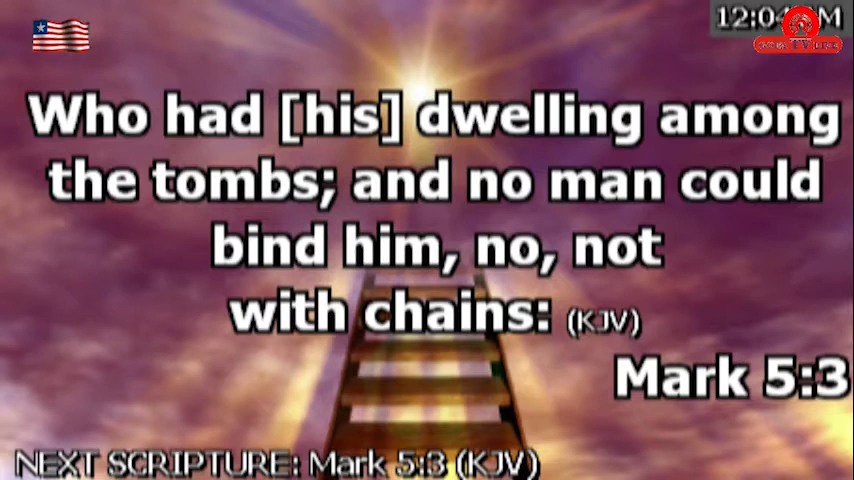 Who had [his] dwelling among
the tombs; and no man could
bind him, no, not
with chains: (KJV)
Mark 5:3
NEXT SCRIPTURE: Mark 5:3 (KJV)